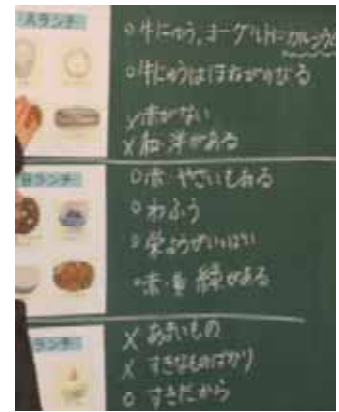 Aランチ
○牛にゅう、ヨーグルト=カルシウム
○牛にゅうはほねがのびる
×赤がない
×和・洋がある
Bランチ
○赤・やさいもある
○わふう
○栄ようがいっぱい
・赤・黄・緑がある
ランチ
×あまいもの
×すきなものばかり
○すきだから